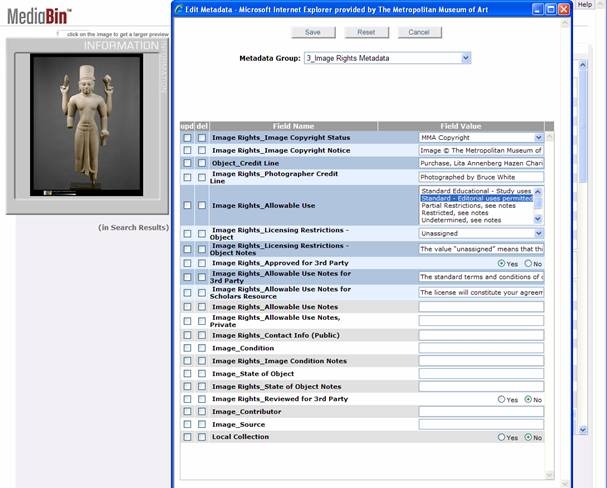 Edit Metadata - Microsoft Internet Explorer provided by The Metropolitan Museum of Art
Help
MediaBin
click on the image to get a larger preview
INFORMATION
(in Search Results)
Save Reset Cancel
Metadata Group: 3_Image Rights Metadata
upd del Field Name Field Value
Image Rights_Image Copyright Status MMA Copyright
Image Rights_Image Copyright Notice Image © The Metropolitan Museum of
Object_Credit Line Purchase, Lita Annenberg Hazen Chari
Image Rights_Photographer Credit
Line Photographed by Bruce White
Image Rights_Allowable Use
Standard Educational - Study uses
Standard - Editorial uses permitted
Partial Restrictions, see notes
Restricted, see notes
Undetermined, see notes
Image Rights_Licensing Restrictions -
Object Unassigned
Image Rights_Licensing Restrictions -
Object Notes The value "unassigned" means that thi
Image Rights_Approved for 3rd Party Yes No
Image Rights_Allowable Use Notes for
3rd Party The standard terms and conditions of
Image Rights_Allowable Use Notes for
Scholars Resource The license will constitute your agreem
Image Rights_Allowable Use Notes
Image Rights_Allowable Use Notes,
Private
Image Rights_Contact Info (Public)
Image_Condition
Image Rights_Image Condition Notes
Image_State of Object
Image Rights_State of Object Notes
Image Rights_Reviewed for 3rd Party Yes No
Image_Contributor
Image_Source
Local Collection Yes No